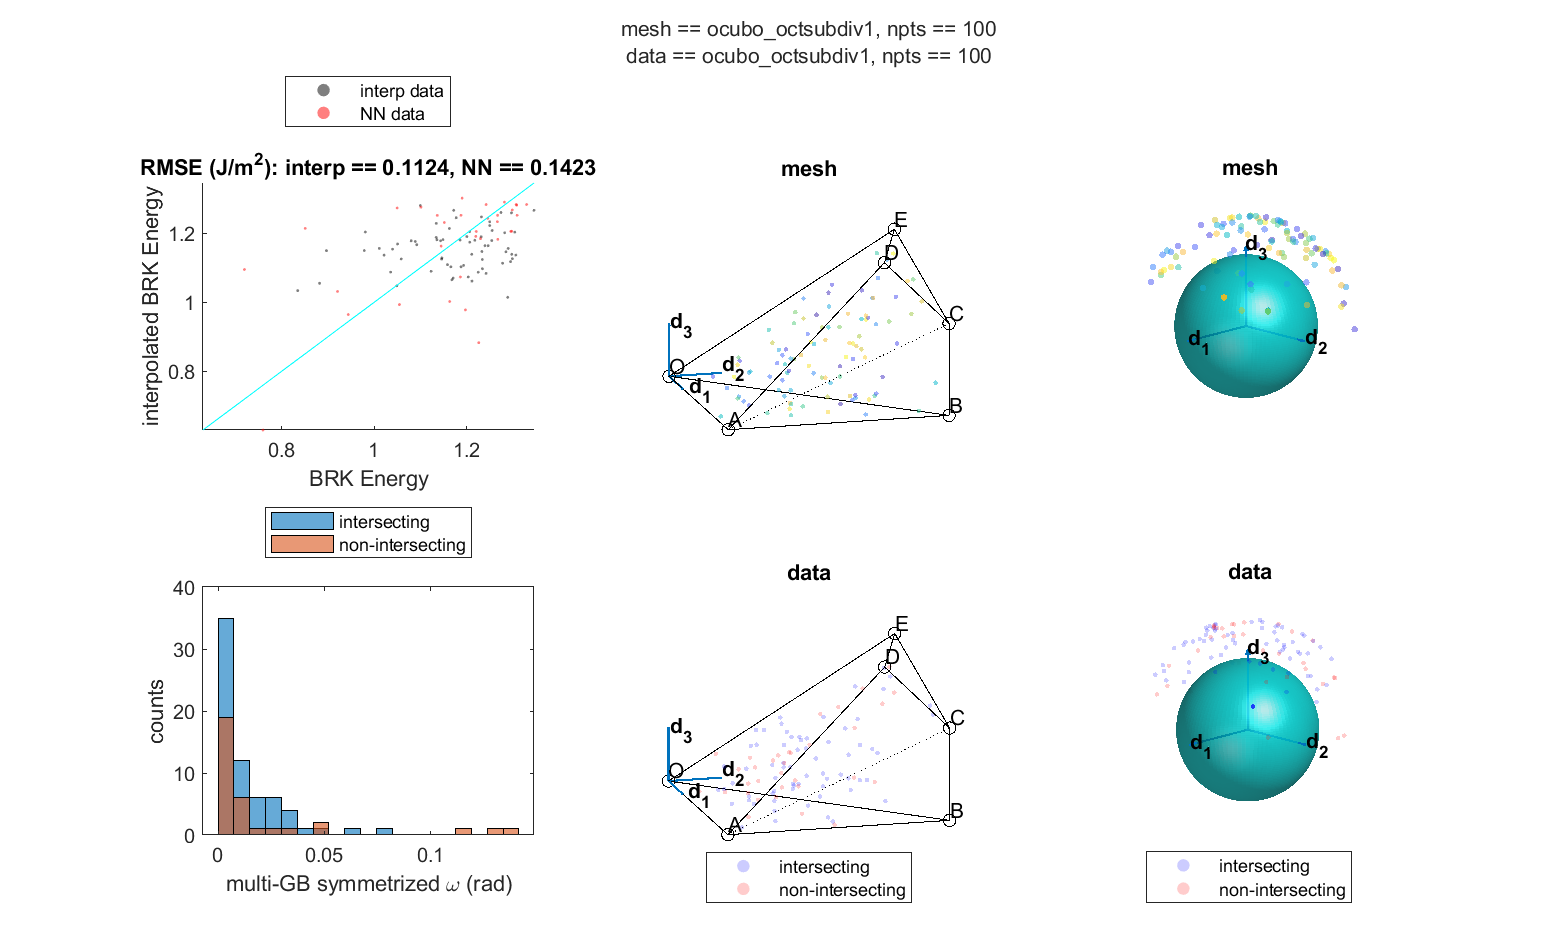 mesh == ocubo_octsubdiv1, npts == 100
data == ocubo_octsubdiv1, npts == 100
interp data
NN data
RMSE (J/m²): interp == 0.1124, NN == 0.1423
interpolated BRK Energy
1.2
1
0.8
0.8
1
1.2
BRK Energy
mesh
E
D
C
d₃
O
d₂
d₁
B
A
mesh
d₃
d₁
d₂
intersecting
non-intersecting
counts
40
30
20
10
0
0
0.05
0.1
multi-GB symmetrized ω (rad)
data
E
D
C
d₃
O
d₂
d₁
B
A
intersecting
non-intersecting
data
d₃
d₁
d₂
intersecting
non-intersecting